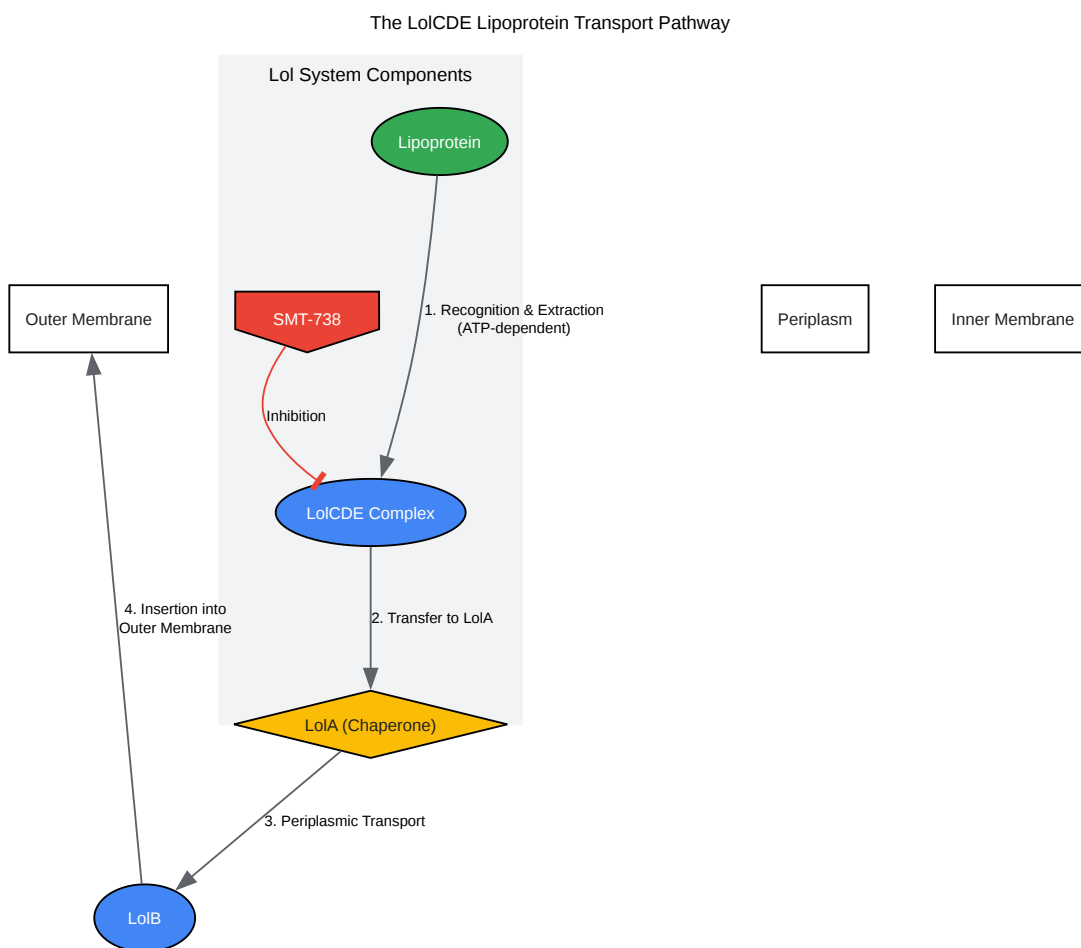 The LolCDE Lipoprotein Transport Pathway
Lol System Components
Lipoprotein
Outer Membrane
SMT-738
1. Recognition & Extraction
(ATP-dependent)
Periplasm
Inner Membrane
Inhibition
LolCDE Complex
4. Insertion into
Outer Membrane
2. Transfer to LolA
LolA (Chaperone)
3. Periplasmic Transport
LolB